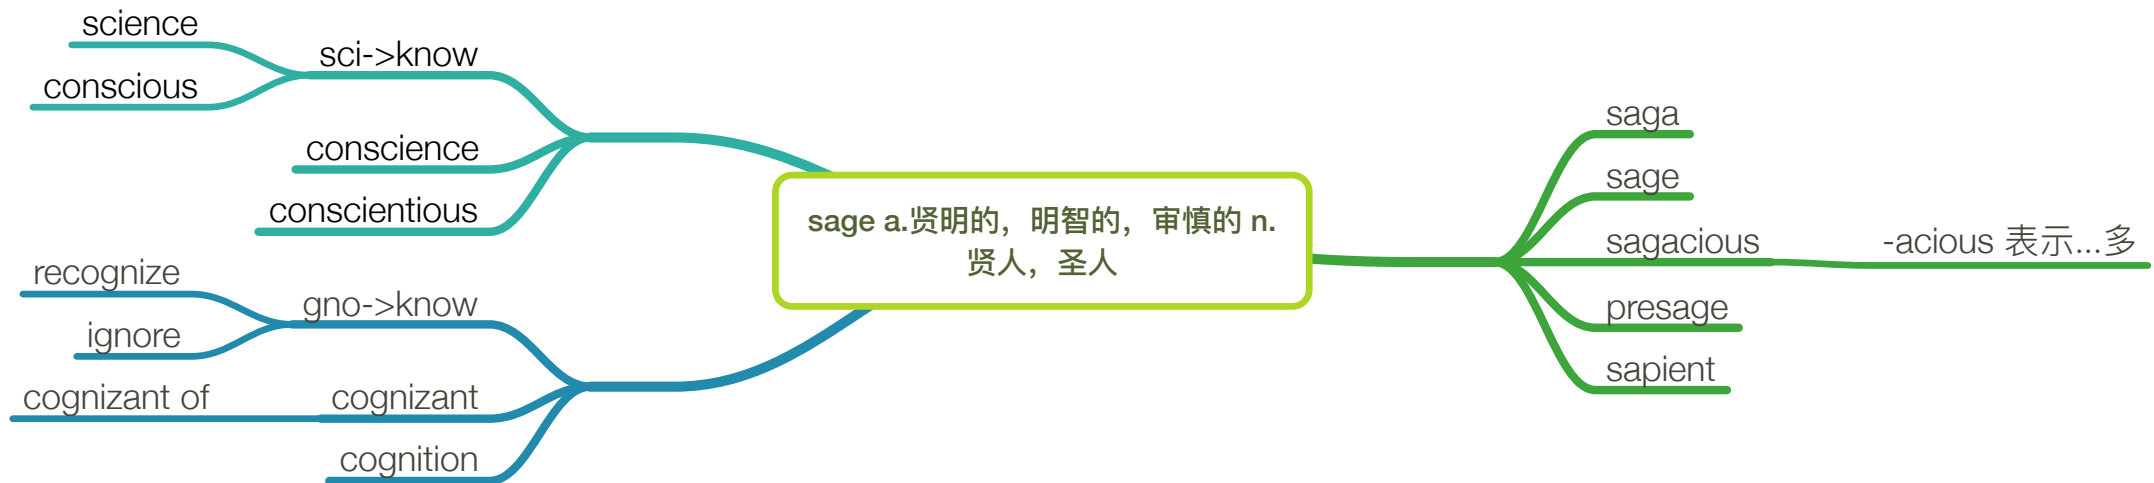 science
conscious
sci->know
conscience
conscientious
recognize
ignore
gno->know
cognizant of
cognizant
cognition
sage a.贤明的，明智的，审慎的 n.
贤人，圣人
saga
sage
sagacious
-acious 表示...多
presage
sapient